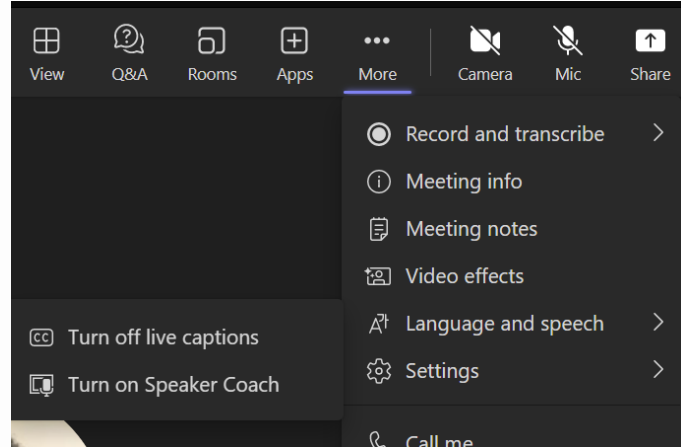 View Q&A Rooms Apps More Camera Mic Share
Record and transcribe
Meeting info
Meeting notes
Video effects
Language and speech
Settings
Call me
CC Turn off live captions
Turn on Speaker Coach